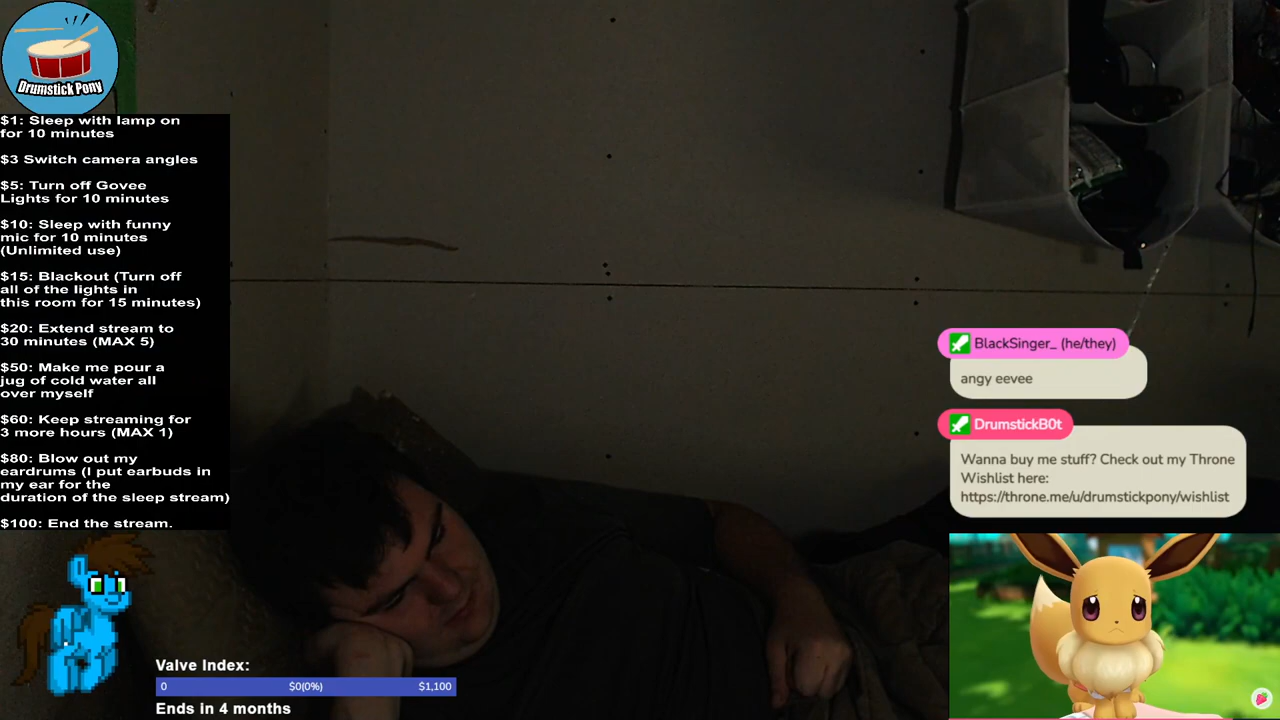 Drumstick Pony
$1: Sleep with lamp on
for 10 minutes
$3 Switch camera angles
$5: Turn off Govee
Lights for 10 minutes
$10: Sleep with funny
mic for 10 minutes
(Unlimited use)
$15: Blackout (Turn off
all of the lights in
this room for 15 minutes)
$20: Extend stream to
30 minutes (MAX 5)
$50: Make me pour a
jug of cold water all
over myself
$60: Keep streaming for
3 more hours (MAX 1)
$80: Blow out my
eardrums (I put earbuds in
my ear for the
duration of the sleep stream)
$100: End the stream.
BlackSinger_ (he/they)
angy eevee
DrumstickB0t
Wanna buy me stuff? Check out my Throne
Wishlist here:
https://throne.me/u/drumstickpony/wishlist
Valve Index:
0 $0(0%) $1,100
Ends in 4 months